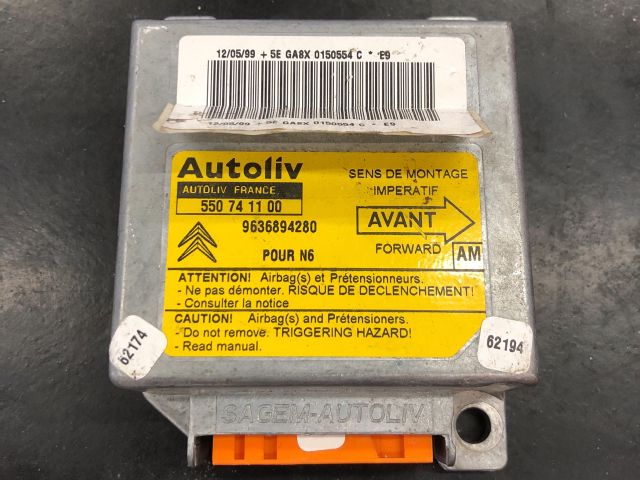 12/05/99 + 5E GA8X 0150554 C * E9
12/05/99 + 5E GA8X 0150554 C * E9
Autoliv
AUTOLIV FRANCE
550 74 11 00
9636894280
POUR N6
SENS DE MONTAGE
IMPERATIF
AVANT
FORWARD
AM
ATTENTION! Airbag(s) et Prétensionneurs.
- Ne pas démonter. RISQUE DE DECLENCHEMENT!
- Consulter la notice
CAUTION! Airbag(s) and Prétensioners.
- Do not remove. TRIGGERING HAZARD!
- Read manual.
62174
62194
SAGEM-AUTOLIV